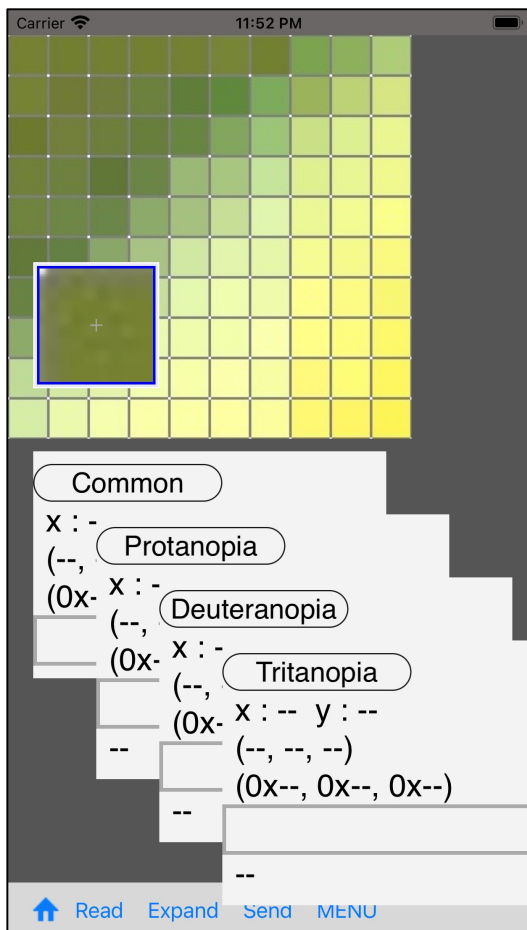 Carrier
11:52 PM
Common
x : -
(--,
(0x-
Protanopia
x : -
(--,
(0x-
--
Deuteranopia
x : -
(--,
(0x-
--
Tritanopia
x : -- y : --
(--, --, --)
(0x--, 0x--, 0x--)
--
Read Expand Send MENU